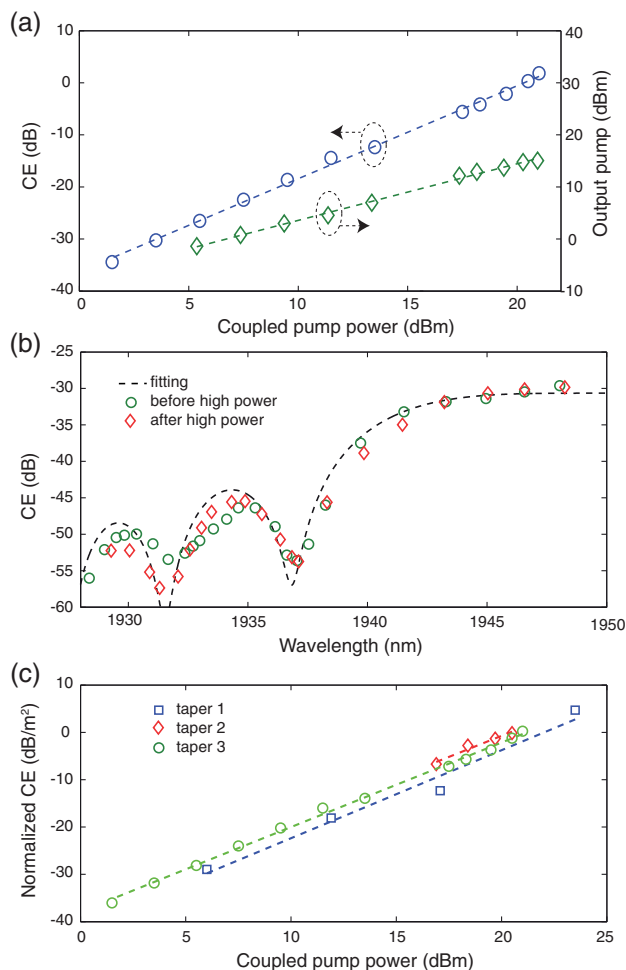 (a)
10
0
-10
-20
-30
-40
CE (dB)
40
30
20
10
0
10
Output pump (dBm)
0
5
10
15
20
Coupled pump power (dBm)
(b)
-25
-30
-35
-40
-45
-50
-55
-60
CE (dB)
fitting
before high power
after high power
1930
1935
1940
1945
1950
Wavelength (nm)
(c)
10
0
-10
-20
-30
-40
Normalized CE (dB/m²)
taper 1
taper 2
taper 3
0
5
10
15
20
25
Coupled pump power (dBm)